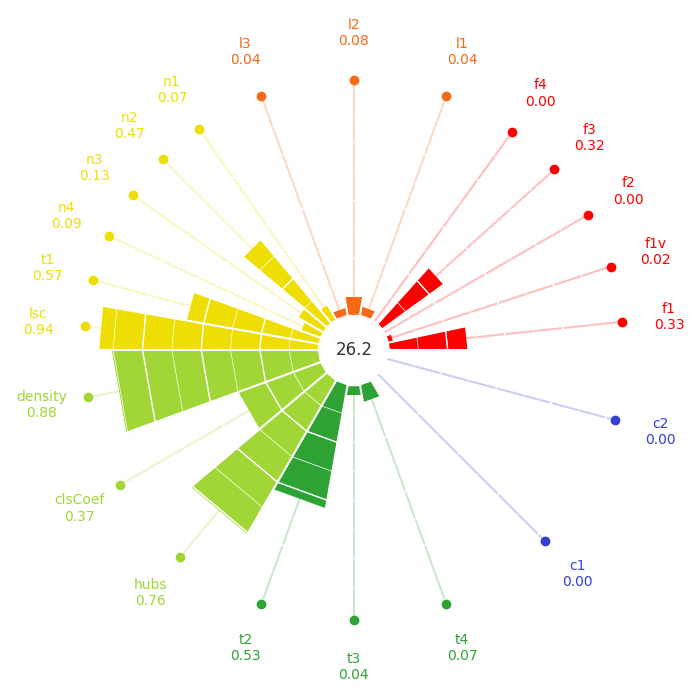 l2
0.08
l3
0.04
l1
0.04
n1
0.07
f4
0.00
n2
0.47
f3
0.32
n3
0.13
f2
0.00
n4
0.09
f1v
0.02
t1
0.57
f1
0.33
lsc
0.94
26.2
density
0.88
c2
0.00
clsCoef
0.37
c1
0.00
hubs
0.76
t2
0.53
t3
0.04
t4
0.07